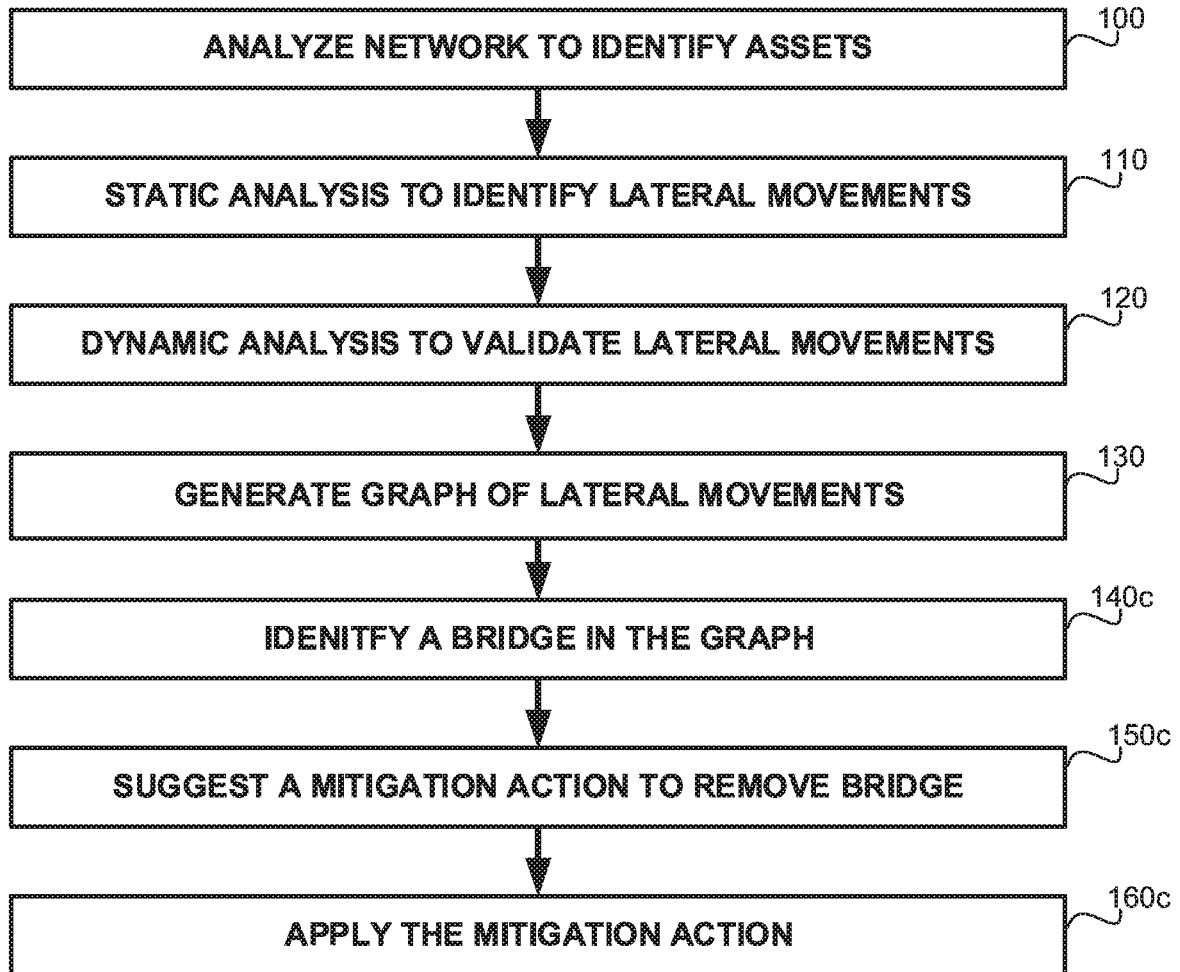 100
ANALYZE NETWORK TO IDENTIFY ASSETS
110
STATIC ANALYSIS TO IDENTIFY LATERAL MOVEMENTS
120
DYNAMIC ANALYSIS TO VALIDATE LATERAL MOVEMENTS
130
GENERATE GRAPH OF LATERAL MOVEMENTS
140c
IDENITFY A BRIDGE IN THE GRAPH
150c
SUGGEST A MITIGATION ACTION TO REMOVE BRIDGE
160c
APPLY THE MITIGATION ACTION